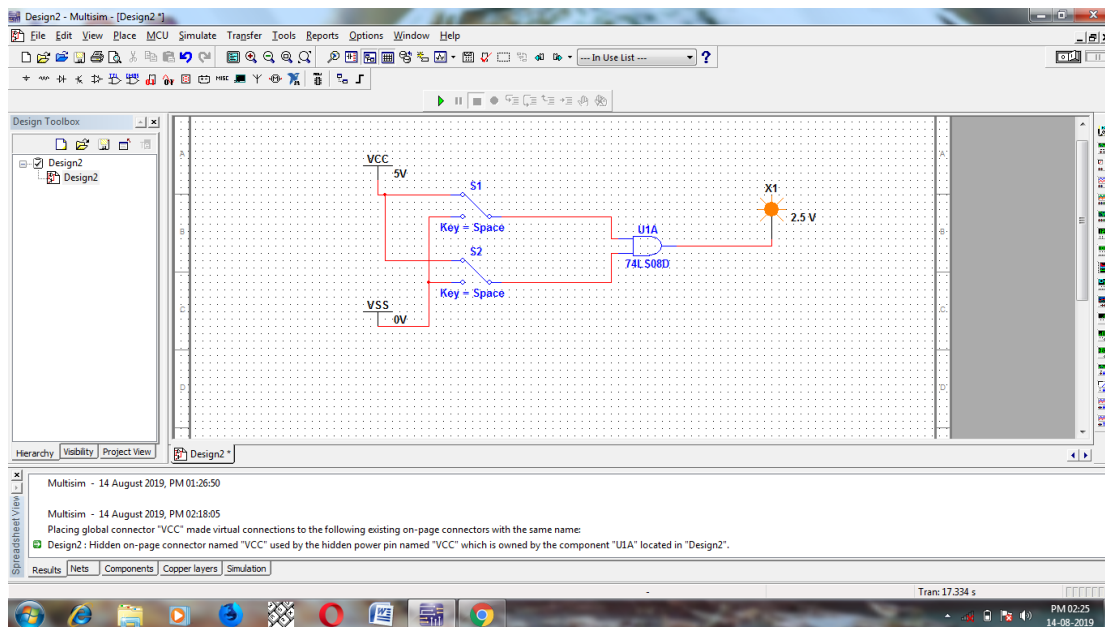 Design2 - Multisim - [Design2 *]
File Edit View Place MCU Simulate Transfer Tools Reports Options Window Help
--- In Use List ---
?
MISC
Design Toolbox
Design2
Design2
Hierarchy Visibility Project View
A
B
C
D
A
B
C
D
VCC
5V
S1
Key = Space
S2
Key = Space
VSS
0V
U1A
74LS08D
X1
2.5 V
Design2 *
Spreadsheet View
Multisim - 14 August 2019, PM 01:26:50
Multisim - 14 August 2019, PM 02:18:05
Placing global connector "VCC" made virtual connections to the following existing on-page connectors with the same name:
Design2 : Hidden on-page connector named "VCC" used by the hidden power pin named "VCC" which is owned by the component "U1A" located in "Design2".
Results Nets Components Copper layers Simulation
- Tran: 17.334 s
PM 02:25
14-08-2019